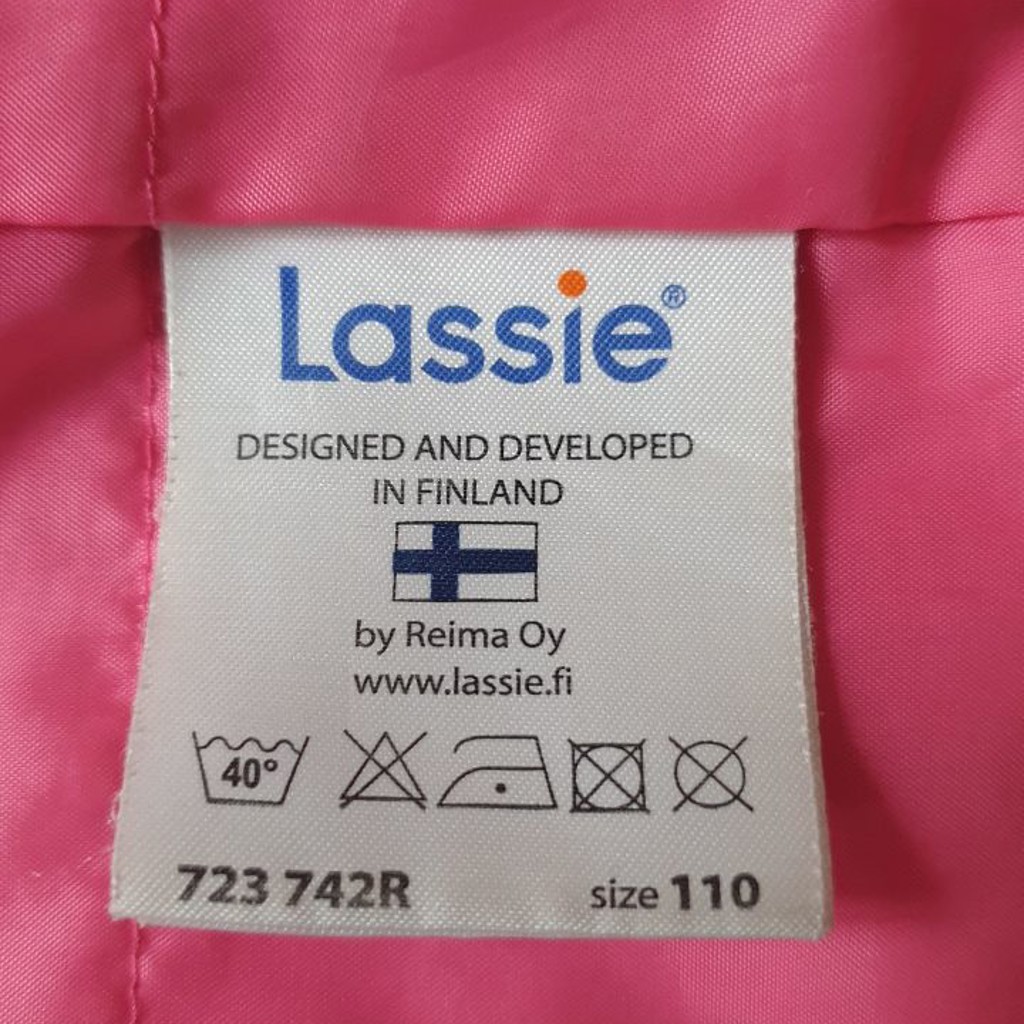 Lassie®
DESIGNED AND DEVELOPED
IN FINLAND
by Reima Oy
www.lassie.fi
40°
723 742R size 110